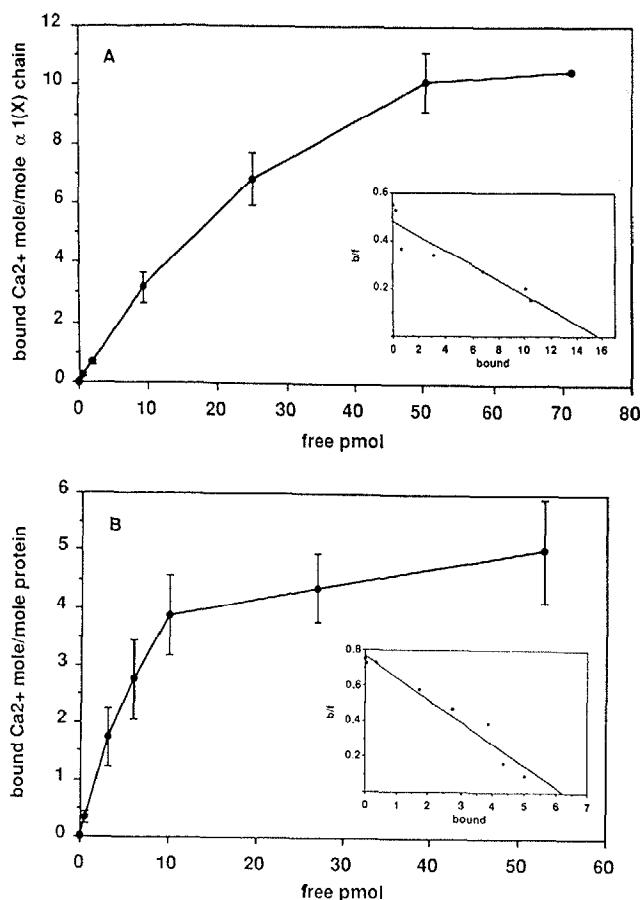 A
bound Ca2+ mole/mole α 1(X) chain
12
10
8
6
4
2
0
0 10 20 30 40 50 60 70 80
free pmol
b/f
0.6
0.4
0.2
0 2 4 6 8 10 12 14 16
bound
B
bound Ca2+ mole/mole protein
6
5
4
3
2
1
0
0 10 20 30 40 50 60
free pmol
b/f
0.8
0.6
0.4
0.2
0 1 2 3 4 5 6 7
bound